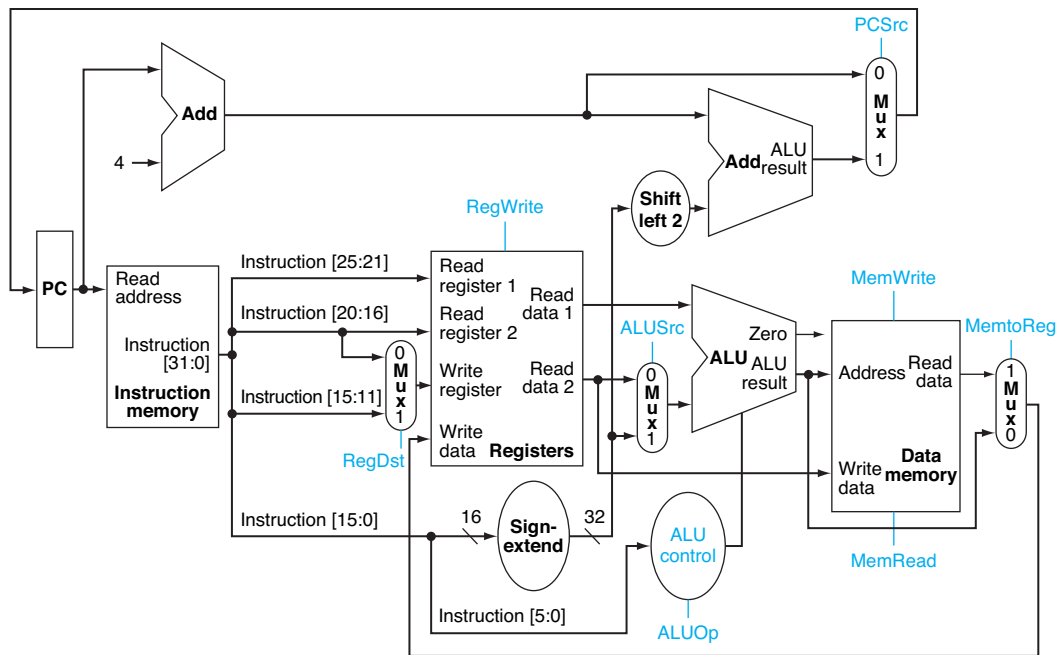 PCSrc
0
Mux
1
Add
4
Add
ALU
result
Shift
left 2
RegWrite
PC
Read
address
Instruction
[31:0]
Instruction
memory
Instruction [25:21]
Instruction [20:16]
Instruction [15:11]
0
Mux
1
RegDst
Read
register 1
Read
register 2
Write
register
Write
data
Read
data 1
Read
data 2
Registers
ALUSrc
0
Mux
1
Zero
ALU
ALU
result
MemWrite
Address
Read
data
Write
data
Data
memory
MemRead
MemtoReg
1
Mux
0
Instruction [15:0]
16
Sign-
extend
32
ALU
control
Instruction [5:0]
ALUOp